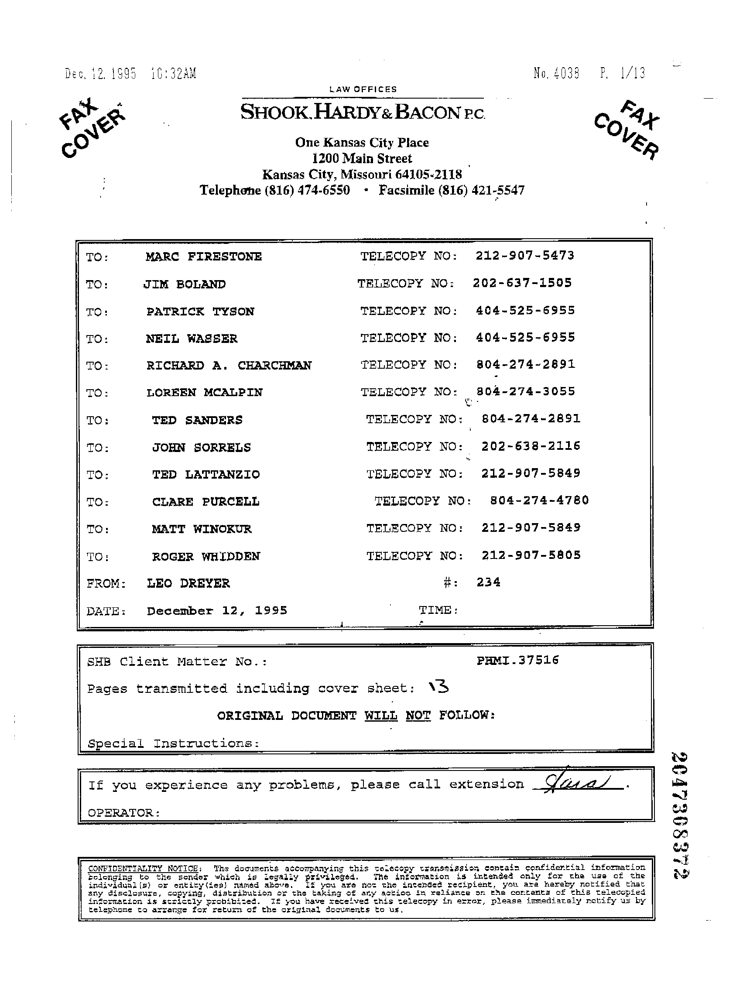 Dec. 12. 1995 10:32AM No. 4038 P. 1/13
LAW OFFICES
FAX COVER
SHOOK, HARDY & BACON P.C.
FAX COVER
One Kansas City Place
1200 Main Street
Kansas City, Missouri 64105-2118
Telephone (816) 474-6550 • Facsimile (816) 421-5547
TO: MARC FIRESTONE TELECOPY NO: 212-907-5473
TO: JIM BOLAND TELECOPY NO: 202-637-1505
TO: PATRICK TYSON TELECOPY NO: 404-525-6955
TO: NEIL WASSER TELECOPY NO: 404-525-6955
TO: RICHARD A. CHARCHMAN TELECOPY NO: 804-274-2891
TO: LOREEN MCALPIN TELECOPY NO: 804-274-3055
TO: TED SANDERS TELECOPY NO: 804-274-2891
TO: JOHN SORRELS TELECOPY NO: 202-638-2116
TO: TED LATTANZIO TELECOPY NO: 212-907-5849
TO: CLARE PURCELL TELECOPY NO: 804-274-4780
TO: MATT WINOKUR TELECOPY NO: 212-907-5849
TO: ROGER WHIDDEN TELECOPY NO: 212-907-5805
FROM: LEO DREYER #: 234
DATE: December 12, 1995 TIME:
SHB Client Matter No.: PHMI.37516
Pages transmitted including cover sheet: 13
ORIGINAL DOCUMENT WILL NOT FOLLOW:
Special Instructions:
If you experience any problems, please call extension .
OPERATOR:
CONFIDENTIALITY NOTICE: The documents accompanying this telecopy transmission contain confidential information
belonging to the sender which is legally privileged. The information is intended only for the use of the
individual(s) or entity(ies) named above. If you are not the intended recipient, you are hereby notified that
any disclosure, copying, distribution or the taking of any action in reliance on the contents of this telecopied
information is strictly prohibited. If you have received this telecopy in error, please immediately notify us by
telephone to arrange for return of the original documents to us.
2047308372